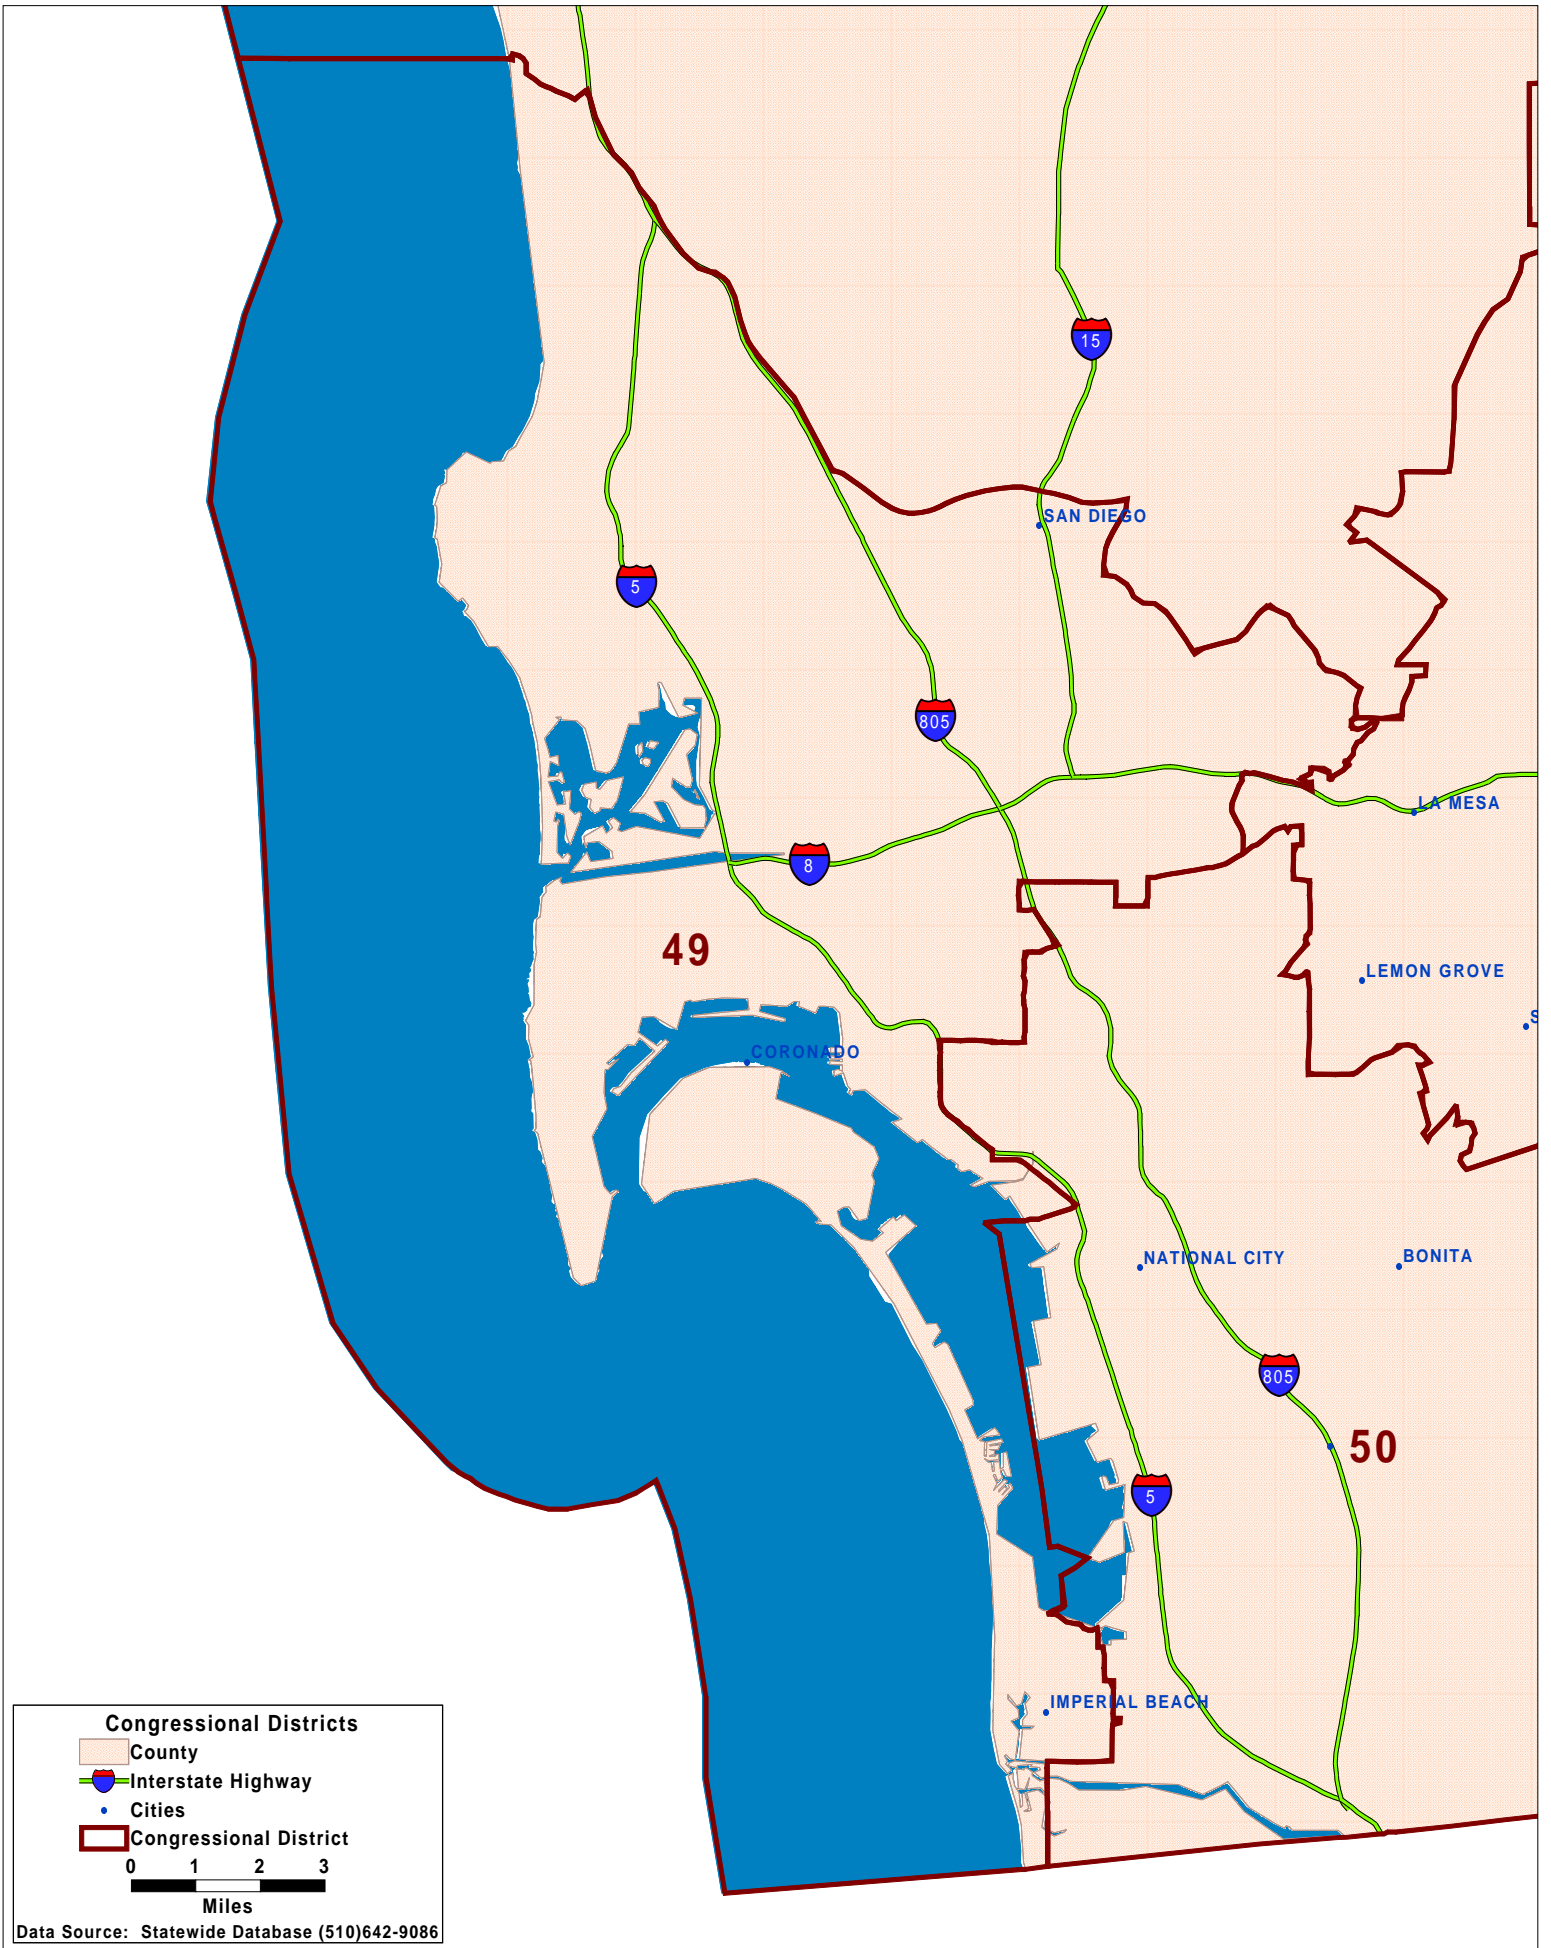 15
SAN DIEGO
5
805
LA MESA
8
49
LEMON GROVE
S
CORONADO
NATIONAL CITY
BONITA
805
50
5
IMPERIAL BEACH
Congressional Districts
County
Interstate Highway
Cities
Congressional District
0 1 2 3
Miles
Data Source: Statewide Database (510)642-9086